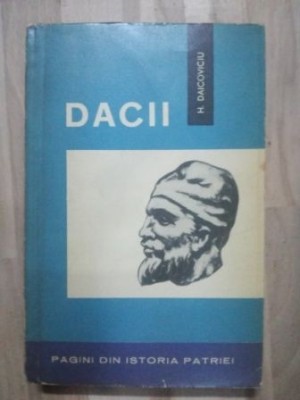 H. DAICOVICIU
DACII
PAGINI DIN ISTORIA PATRIEI